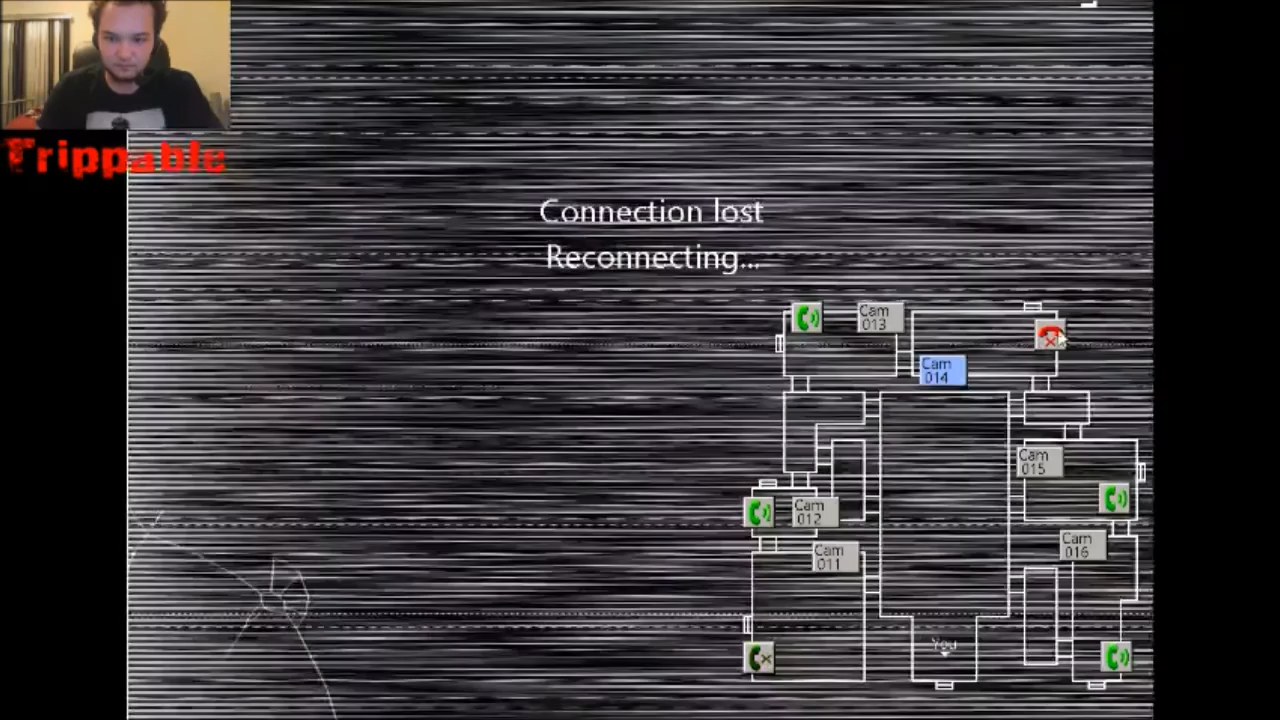 Trippable
Connection lost
Reconnecting...
Cam
013
Cam
014
Cam
015
Cam
012
Cam
016
Cam
011
You